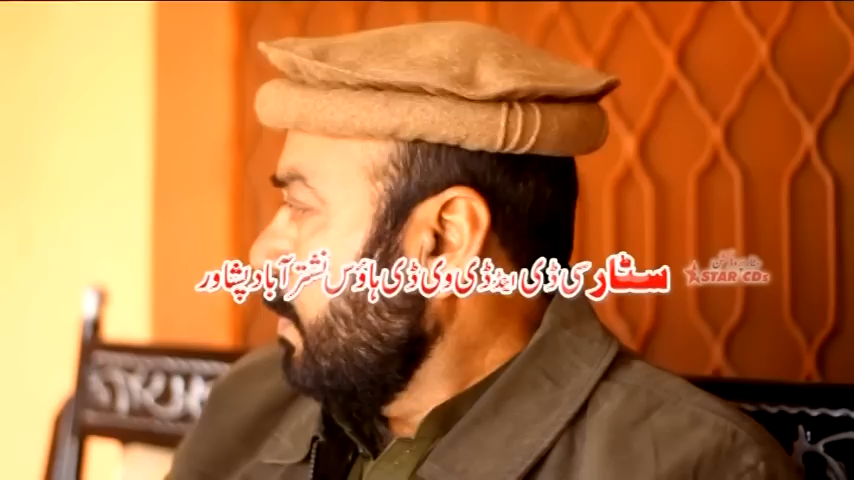 سٹار سی ڈی اینڈ ڈی وی ڈی ہاؤس نشتر آباد پشاور
STAR CDs